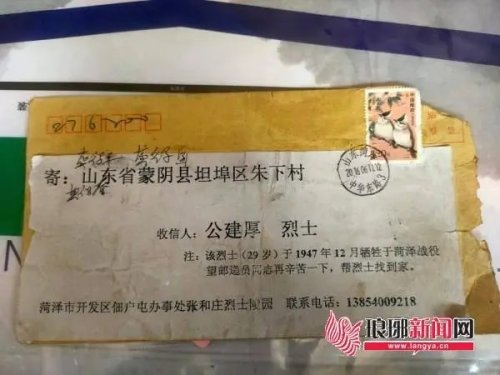 276
寄：山东省蒙阴县坦埠区朱下村
收信人：公建厚 烈士
注：该烈士（29岁）于1947年12月牺牲于菏泽战役
望邮递员同志再辛苦一下，帮烈士找到家。
菏泽市开发区佃户屯办事处张和庄烈士陵园 联系电话：13854009218
琅琊新闻网
www.langya.cn